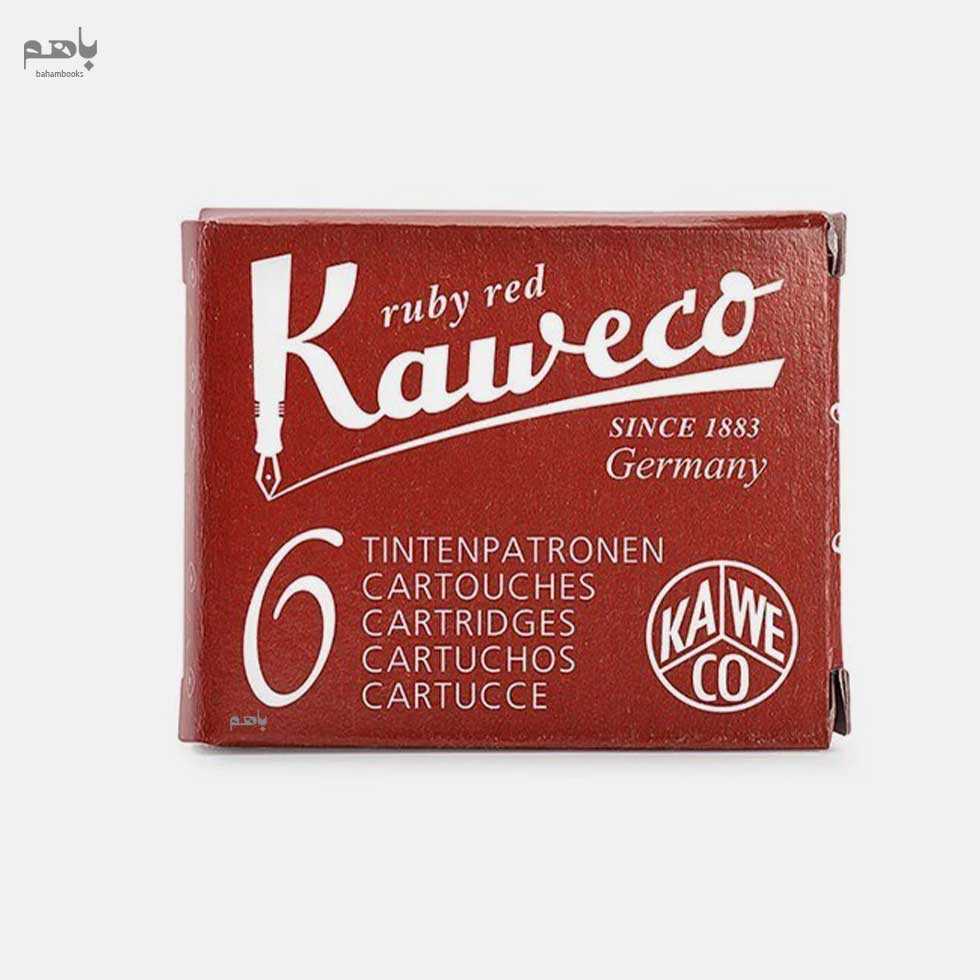 باهم
bahambooks
ruby red
Kaweco
SINCE 1883
Germany
6
TINTENPATRONEN
CARTOUCHES
CARTRIDGES
CARTUCHOS
CARTUCCE
KA WE
CO
باهم